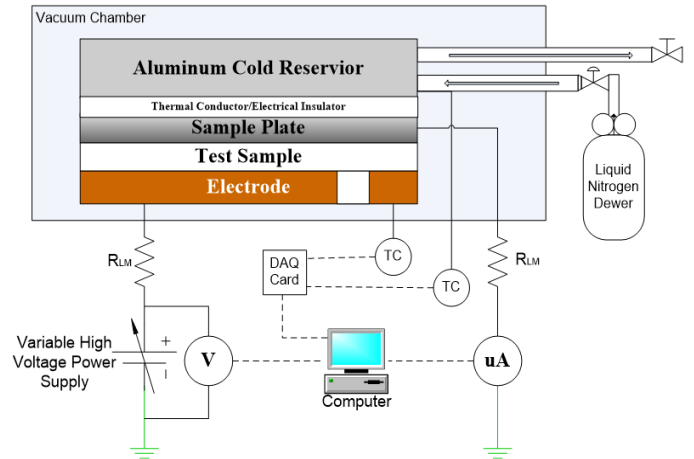 Vacuum Chamber
Aluminum Cold Reservior
Thermal Conductor/Electrical Insulator
Sample Plate
Test Sample
Electrode
Liquid
Nitrogen
Dewer
RLM
DAQ
Card
TC
TC
RLM
Variable High
Voltage Power
Supply
+
-
V
Computer
uA